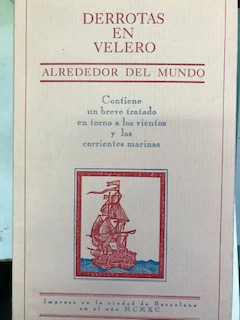 DERROTAS
EN
VELERO
ALREDEDOR DEL MUNDO
Contiene
un breve tratado
en torno a los vientos
y las
corrientes marinas
Impreso en la ciudad de Barcelona
en el año MCMXC